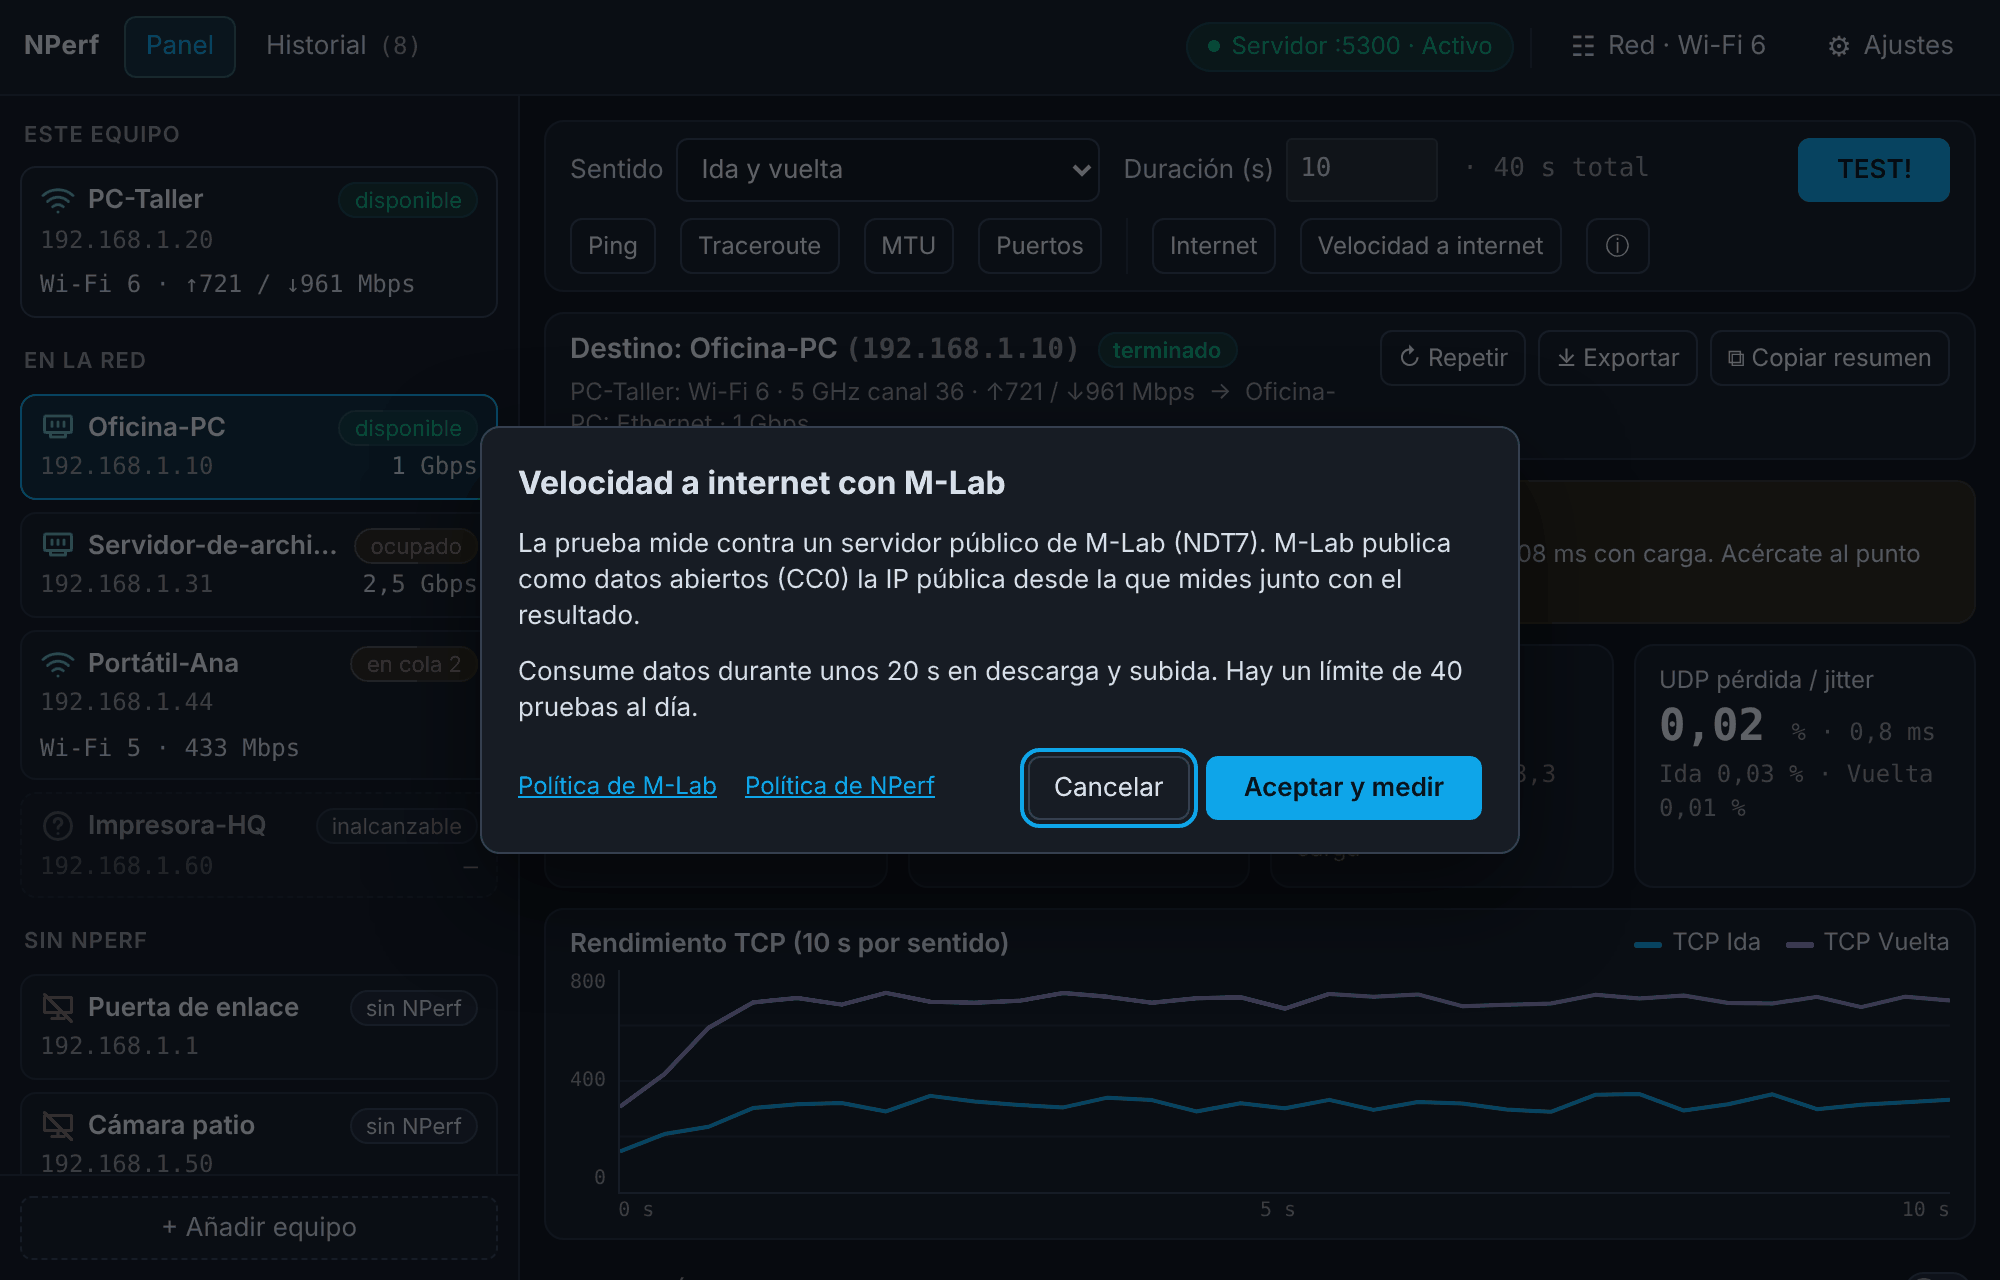 NPerf
Panel
Historial (8)
Servidor :5300 · Activo
Red · Wi-Fi 6
Ajustes
ESTE EQUIPO
PC-Taller
disponible
192.168.1.20
Wi-Fi 6 · ↑721 / ↓961 Mbps
EN LA RED
Oficina-PC
disponible
192.168.1.10
1 Gbps
Servidor-de-archi...
ocupado
192.168.1.31
2,5 Gbps
Portátil-Ana
en cola 2
192.168.1.44
Wi-Fi 5 · 433 Mbps
Impresora-HQ
inalcanzable
192.168.1.60
–
SIN NPERF
Puerta de enlace
sin NPerf
192.168.1.1
Cámara patio
sin NPerf
192.168.1.50
+ Añadir equipo
Sentido
Ida y vuelta
Duración (s)
10
· 40 s total
TEST!
Ping
Traceroute
MTU
Puertos
Internet
Velocidad a internet
Destino: Oficina-PC (192.168.1.10)
terminado
Repetir
Exportar
Copiar resumen
PC-Taller: Wi-Fi 6 · 5 GHz canal 36 · ↑721 / ↓961 Mbps → Oficina-
PC: Ethernet · 1 Gbps
08 ms con carga. Acércate al punto
Velocidad a internet con M-Lab
La prueba mide contra un servidor público de M-Lab (NDT7). M-Lab publica
como datos abiertos (CC0) la IP pública desde la que mides junto con el
resultado.
Consume datos durante unos 20 s en descarga y subida. Hay un límite de 40
pruebas al día.
Política de M-Lab
Política de NPerf
Cancelar
Aceptar y medir
UDP pérdida / jitter
0,02 % · 0,8 ms
Ida 0,03 % · Vuelta
0,01 %
3,3
carga
Rendimiento TCP (10 s por sentido)
TCP Ida
TCP Vuelta
800
400
0
0 s
5 s
10 s